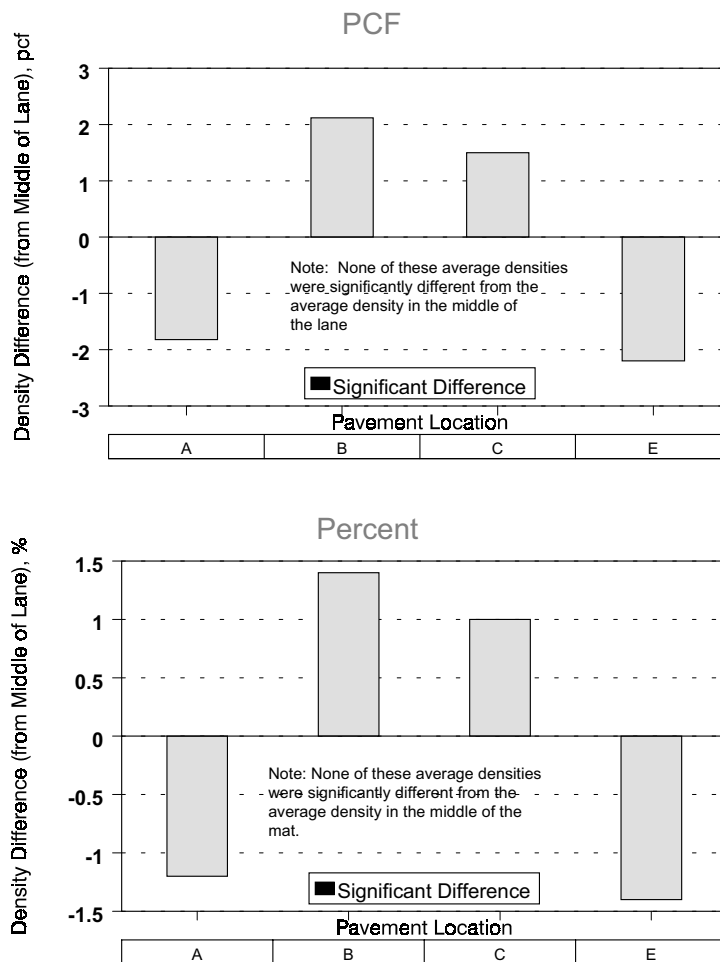 PCF
Density Difference (from Middle of Lane), pcf
3
2
1
0
-1
-2
-3
Note: None of these average densities
were significantly different from the
average density in the middle of
the lane
Significant Difference
Pavement Location
A B C E
Percent
Density Difference (from Middle of Lane), %
1.5
1
0.5
0
-0.5
-1
-1.5
Note: None of these average densities
were significantly different from the
average density in the middle of the
mat.
Significant Difference
Pavement Location
A B C E